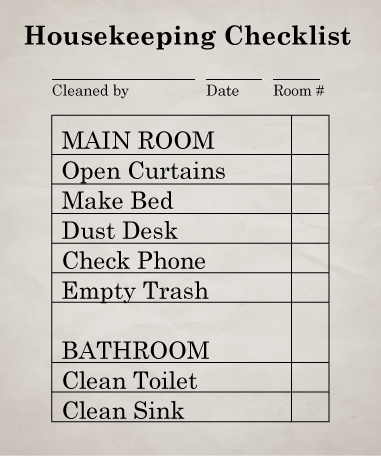 Housekeeping Checklist
Cleaned by Date Room #
MAIN ROOM
Open Curtains
Make Bed
Dust Desk
Check Phone
Empty Trash
BATHROOM
Clean Toilet
Clean Sink